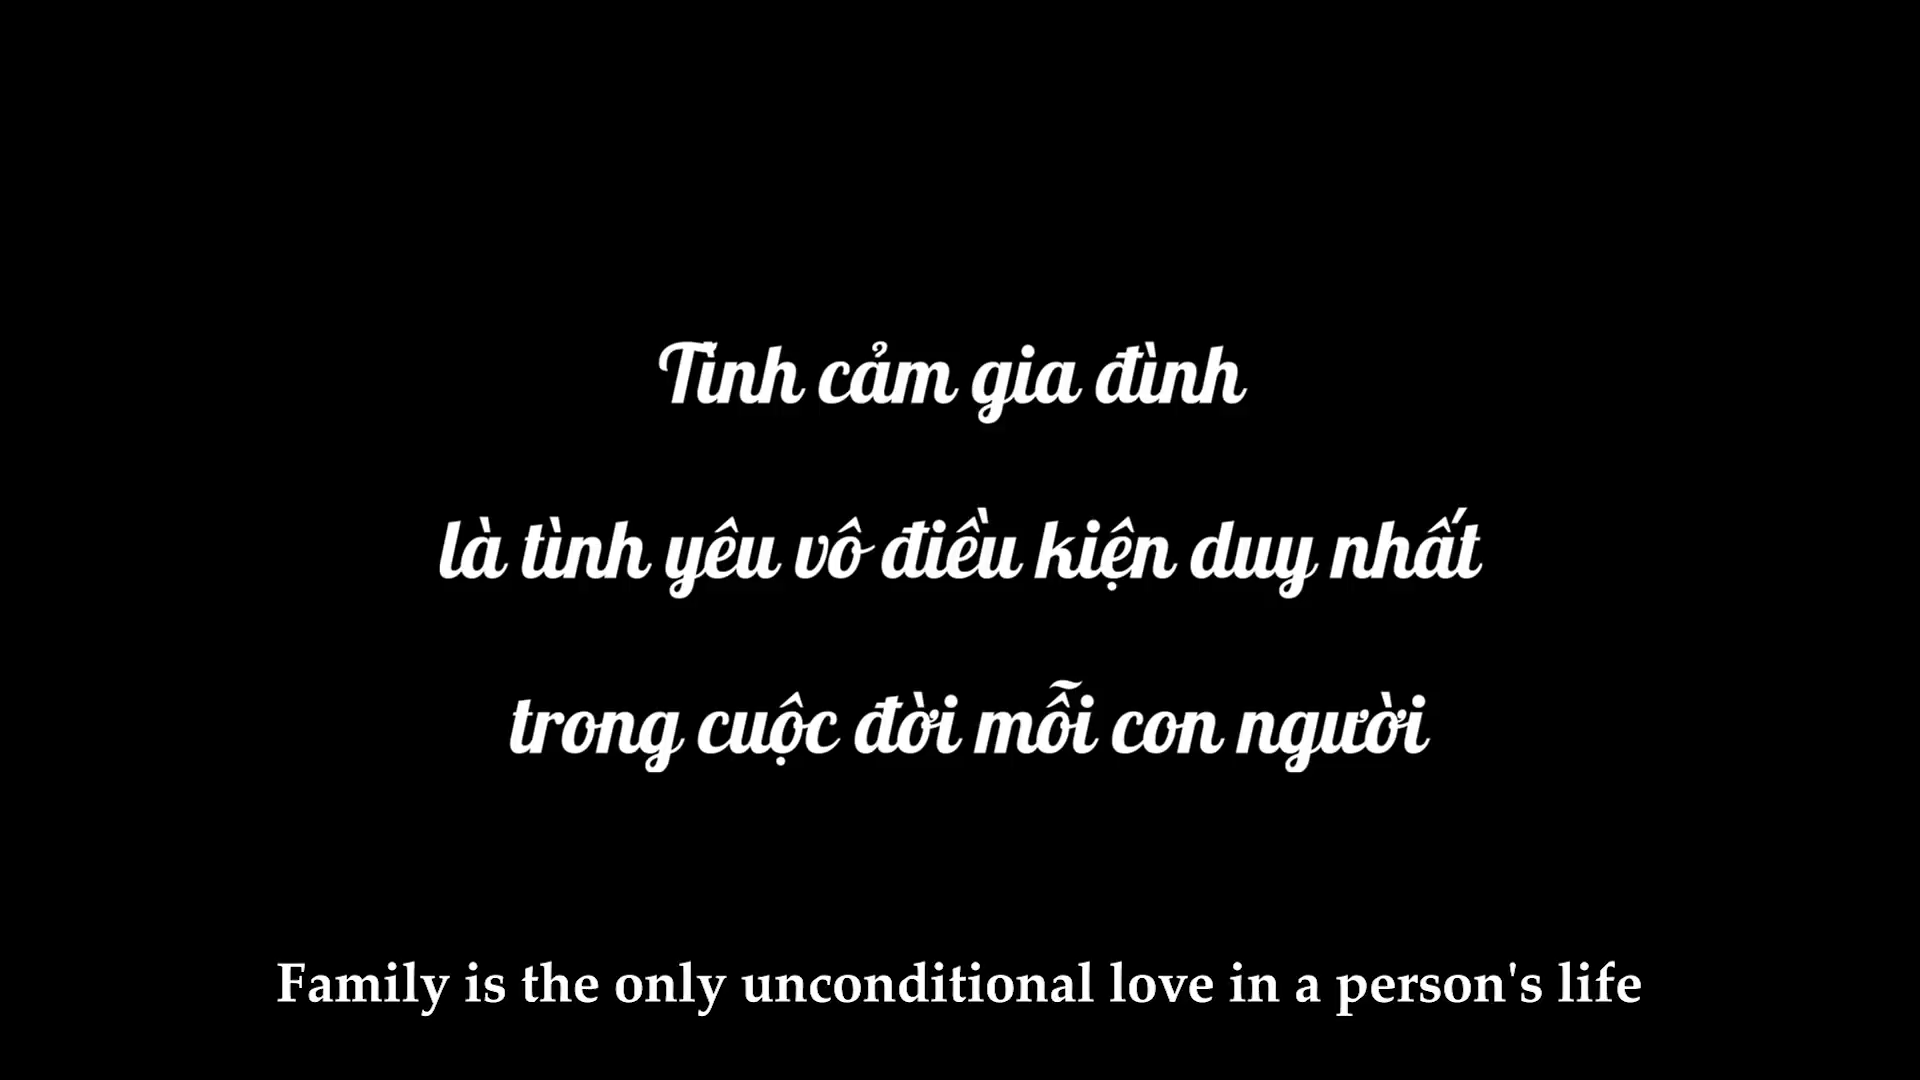 Tình cảm gia đình
là tình yêu vô điều kiện duy nhất
trong cuộc đời mỗi con người
Family is the only unconditional love in a person's life